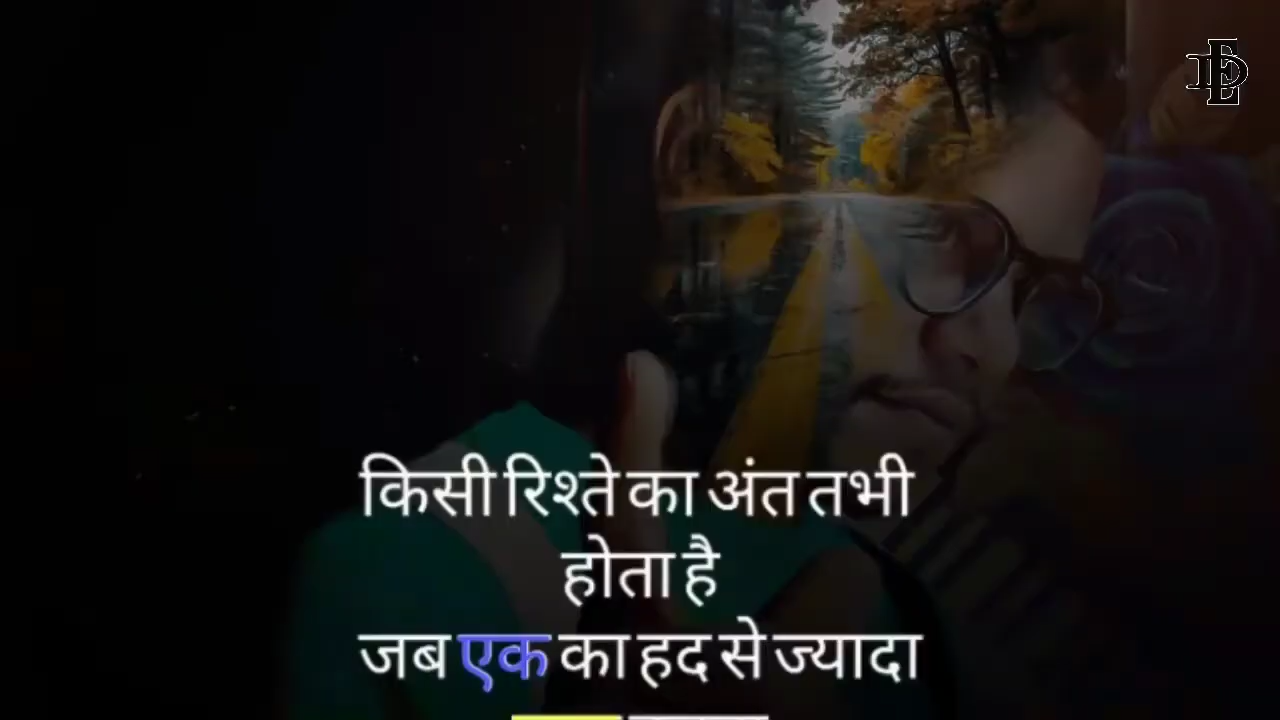 किसी रिश्ते का अंत तभी
होता है
जब एक का हद से ज्यादा